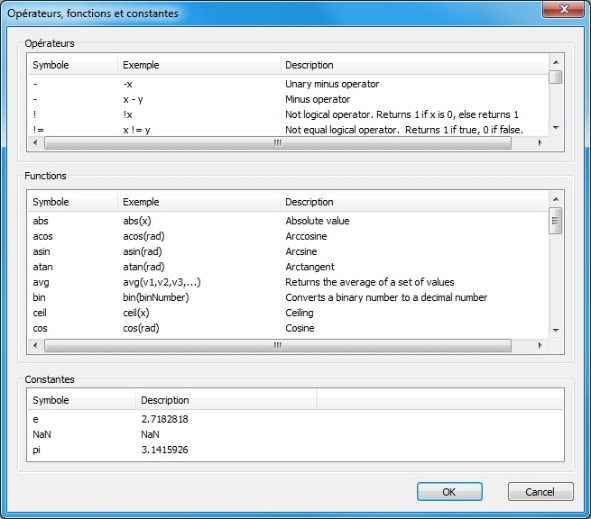 Opérateurs, fonctions et constantes
Opérateurs
Symbole Exemple Description
- -x Unary minus operator
- x - y Minus operator
! !x Not logical operator. Returns 1 if x is 0, else returns 1
!= x != y Not equal logical operator. Returns 1 if true, 0 if false.
Functions
Symbole Exemple Description
abs abs(x) Absolute value
acos acos(rad) Arccosine
asin asin(rad) Arcsine
atan atan(rad) Arctangent
avg avg(v1,v2,v3,...) Returns the average of a set of values
bin bin(binNumber) Converts a binary number to a decimal number
ceil ceil(x) Ceiling
cos cos(rad) Cosine
Constantes
Symbole Description
e 2.7182818
NaN NaN
pi 3.1415926
OK Cancel